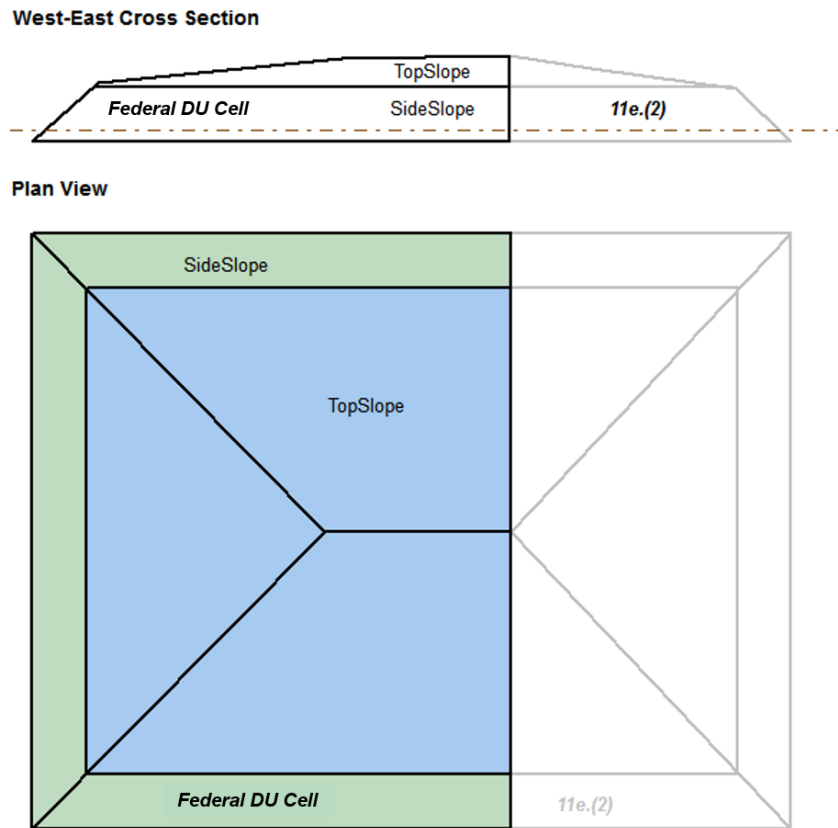 West-East Cross Section
TopSlope
Federal DU Cell
SideSlope
11e.(2)
Plan View
SideSlope
TopSlope
Federal DU Cell
11e.(2)